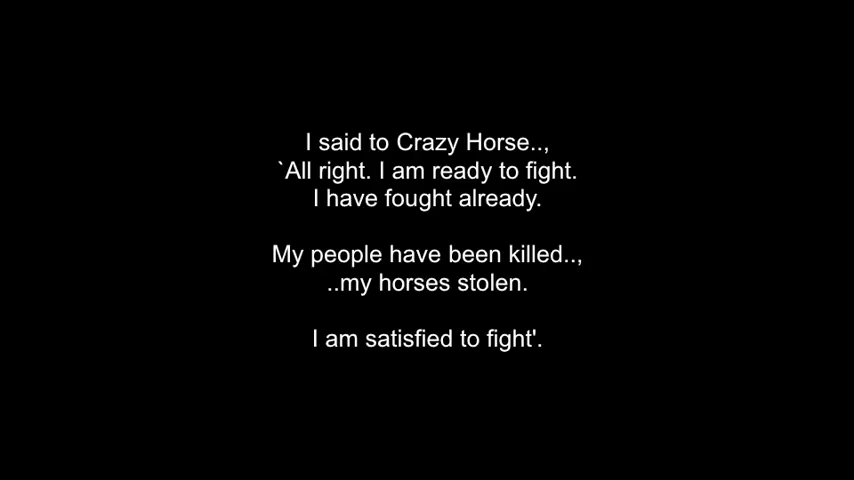 I said to Crazy Horse..,
`All right. I am ready to fight.
I have fought already.
My people have been killed..,
..my horses stolen.
I am satisfied to fight'.